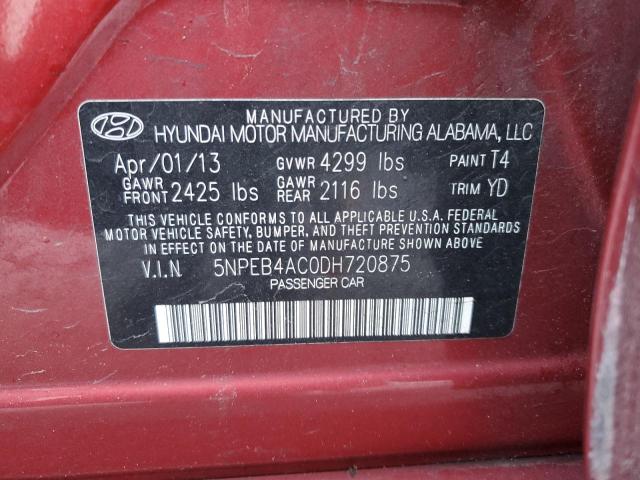 MANUFACTURED BY
HYUNDAI MOTOR MANUFACTURING ALABAMA, LLC
Apr/01/13 GVWR 4299 lbs PAINT T4
GAWR FRONT 2425 lbs GAWR REAR 2116 lbs TRIM YD
THIS VEHICLE CONFORMS TO ALL APPLICABLE U.S.A. FEDERAL
MOTOR VEHICLE SAFETY, BUMPER, AND THEFT PREVENTION STANDARDS
IN EFFECT ON THE DATE OF MANUFACTURE SHOWN ABOVE
V.I.N. 5NPEB4AC0DH720875
PASSENGER CAR